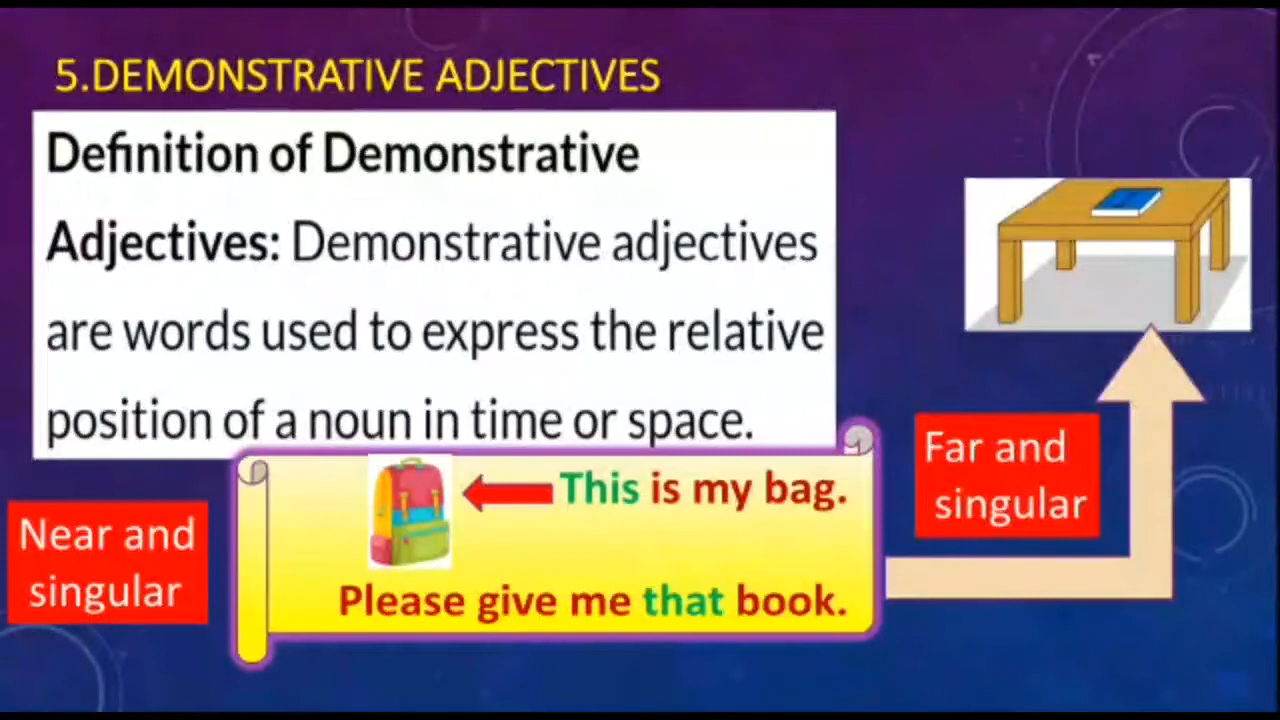 5.DEMONSTRATIVE ADJECTIVES
Definition of Demonstrative
Adjectives: Demonstrative adjectives
are words used to express the relative
position of a noun in time or space.
This is my bag.
Please give me that book.
Near and
singular
Far and
singular